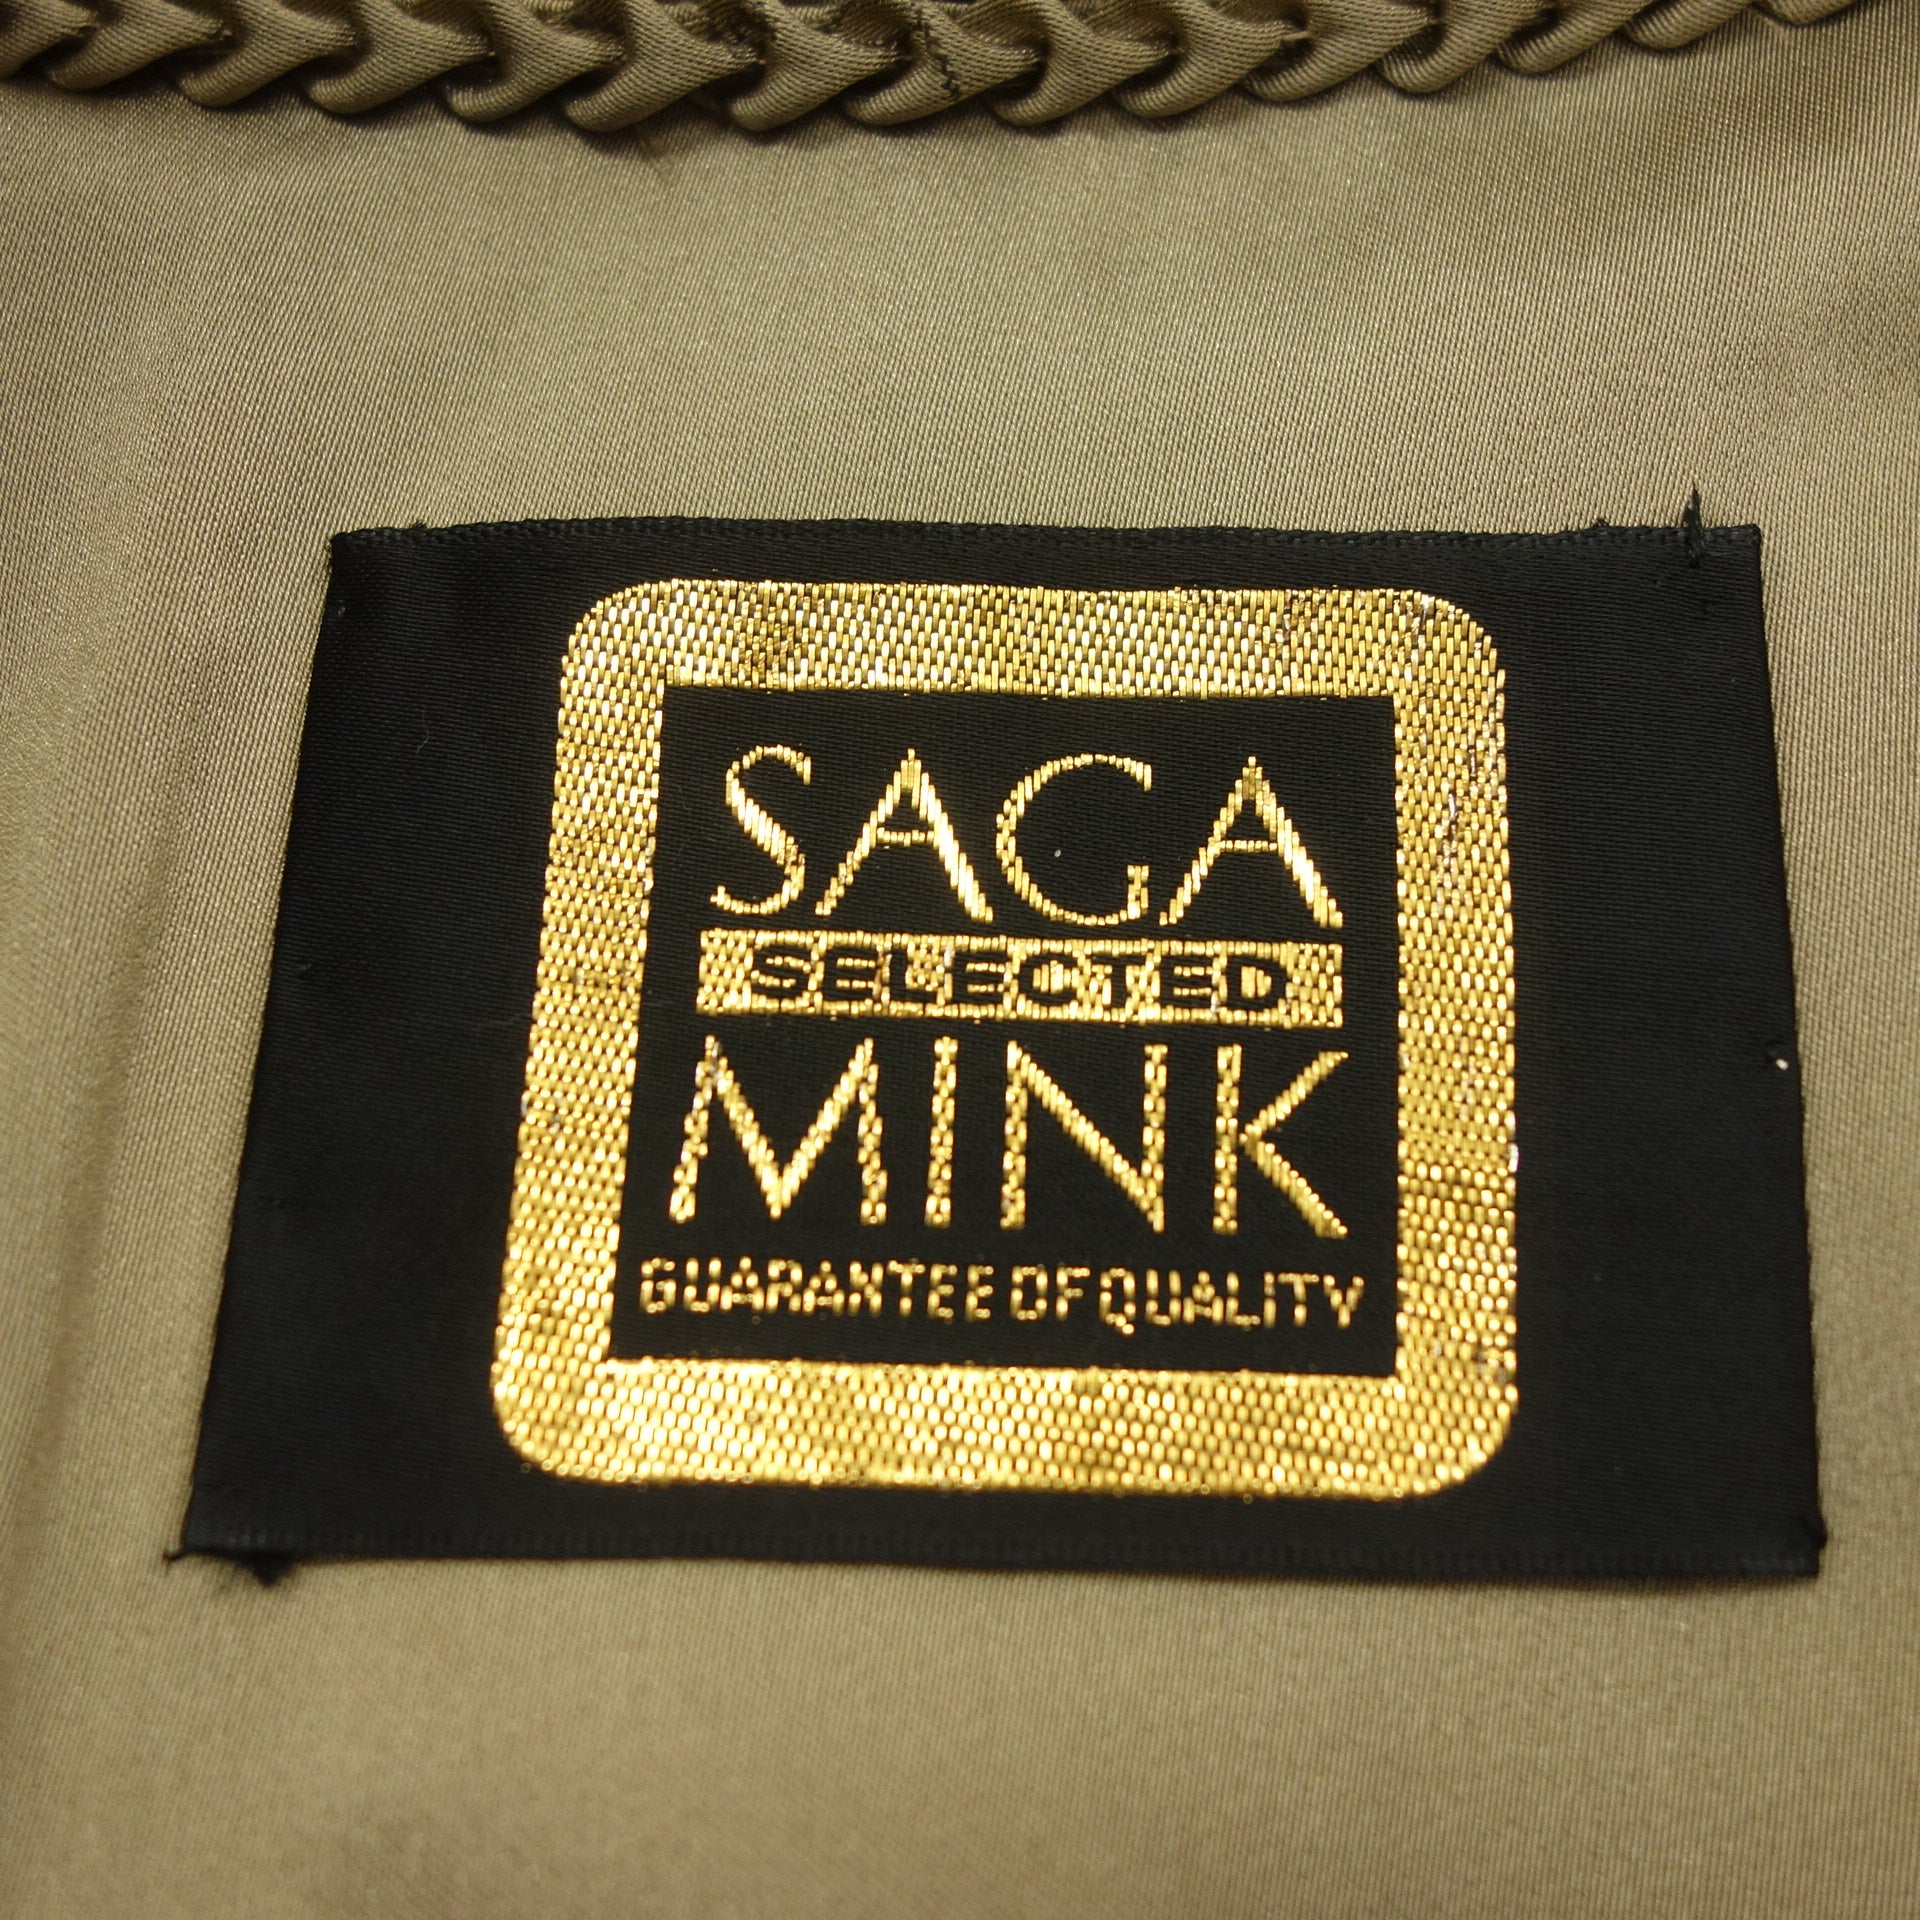 SAGA
SELECTED
MINK
GUARANTEE OF QUALITY